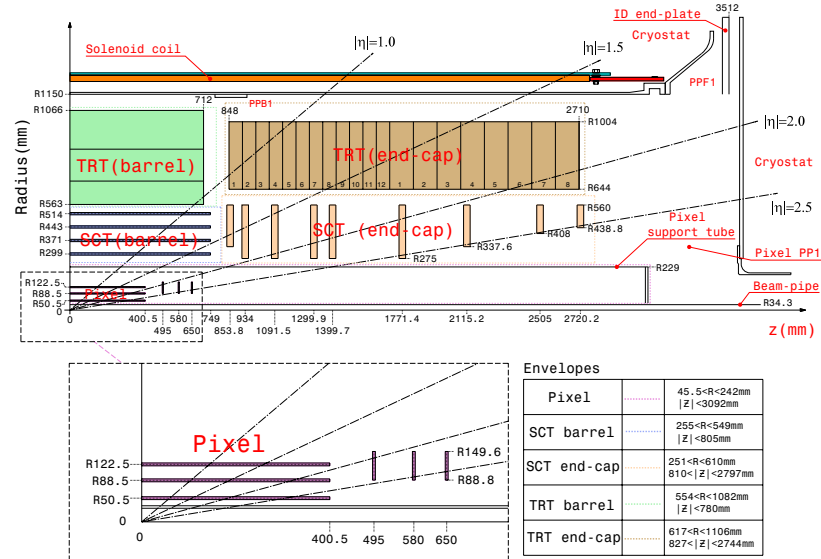 3512
ID end-plate
Cryostat
Solenoid coil
|η|=1.0
|η|=1.5
PPF1
R1150
PPB1
R1066
712
848
2710
R1004
|η|=2.0
Radius(mm)
TRT(barrel)
TRT(end-cap)
Cryostat
1 2 3 4 5 6 7 8 9 10 11 12 1 2 3 4 5 6 7 8
R644
R563
R514
R443
R371
R299
SCT(barrel)
SCT (end-cap)
R560
R438.8
R408
R337.6
R275
|η|=2.5
Pixel
support tube
Pixel PP1
R229
R122.5
R88.5
R50.5
Pixel
Beam-pipe
R34.3
0
0
400.5
580
749
934
1299.9
1771.4
2115.2
2505
2720.2
495
650
853.8
1091.5
1399.7
z(mm)
Pixel
R122.5
R88.5
R50.5
0
R149.6
R88.8
0
400.5
495
580
650
Envelopes
Pixel
45.5<R<242mm
|Z|<3092mm
SCT barrel
255<R<549mm
|Z|<805mm
SCT end-cap
251<R<610mm
810<|Z|<2797mm
TRT barrel
554<R<1082mm
|Z|<780mm
TRT end-cap
617<R<1106mm
827<|Z|<2744mm